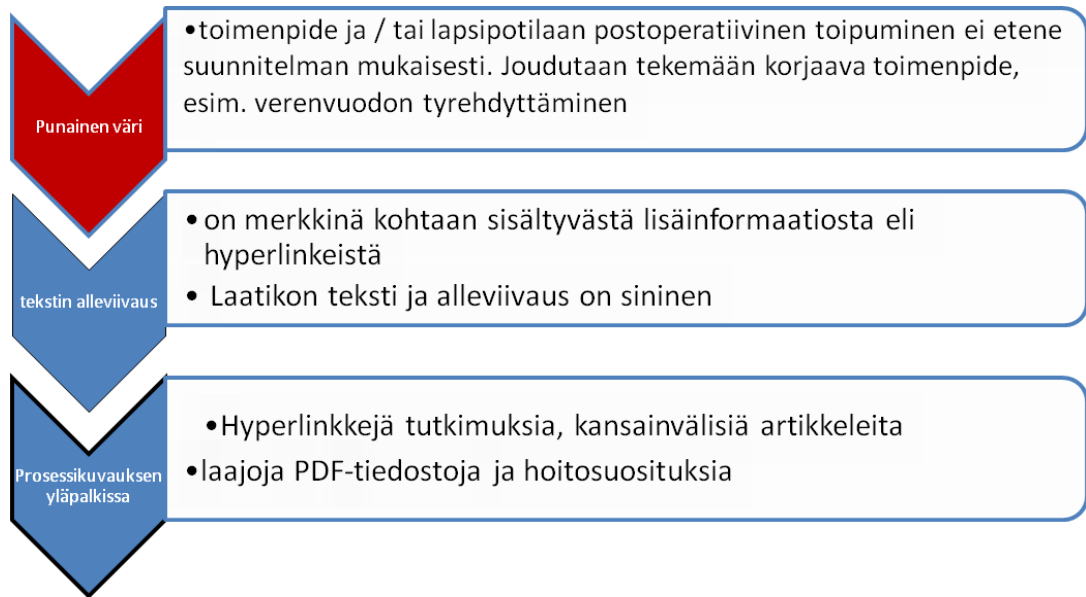 Punainen väri
•toimenpide ja / tai lapsipotilaan postoperatiivinen toipuminen ei etene
suunnitelman mukaisesti. Joudutaan tekemään korjaava toimenpide,
esim. verenvuodon tyrehdyttäminen
tekstin alleviivaus
• on merkkinä kohtaan sisältyvästä lisäinformaatiosta eli
hyperlinkeistä
• Laatikon teksti ja alleviivaus on sininen
Prosessikuvauksen
yläpalkissa
•Hyperlinkkejä tutkimuksia, kansainvälisiä artikkeleita
•laajoja PDF-tiedostoja ja hoitosuosituksia